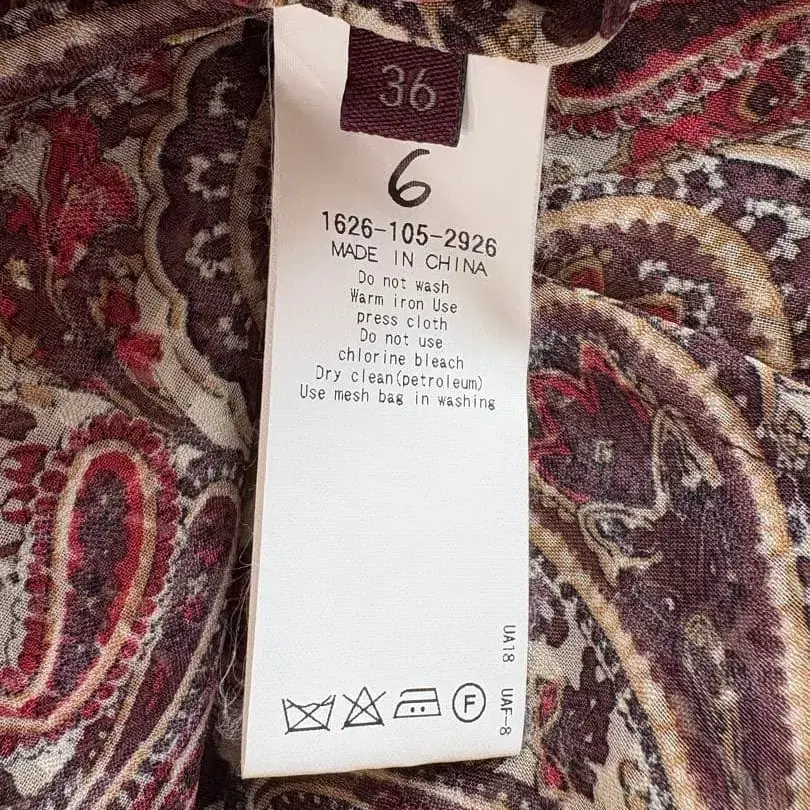 36
6
1626-105-2926
MADE IN CHINA
Do not wash
Warm iron Use
press cloth
Do not use
chlorine bleach
Dry clean(petroleum)
Use mesh bag in washing
UA18 UAF-8
F